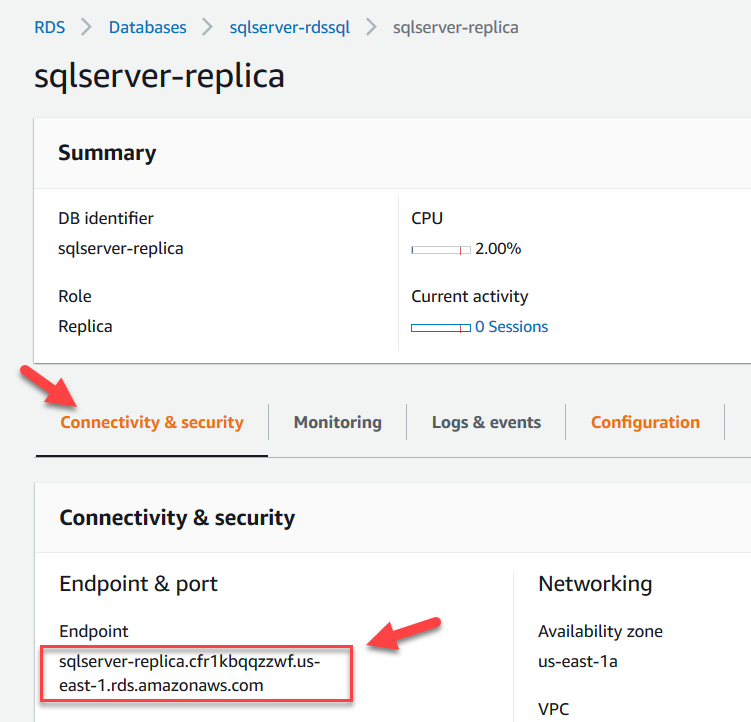 RDS > Databases > sqlserver-rdssql > sqlserver-replica
sqlserver-replica
Summary
DB identifier
sqlserver-replica
CPU
2.00%
Role
Replica
Current activity
0 Sessions
Connectivity & security
Monitoring
Logs & events
Configuration
Connectivity & security
Endpoint & port
Endpoint
sqlserver-replica.cfr1kbqqzzwf.us-
east-1.rds.amazonaws.com
Networking
Availability zone
us-east-1a
VPC